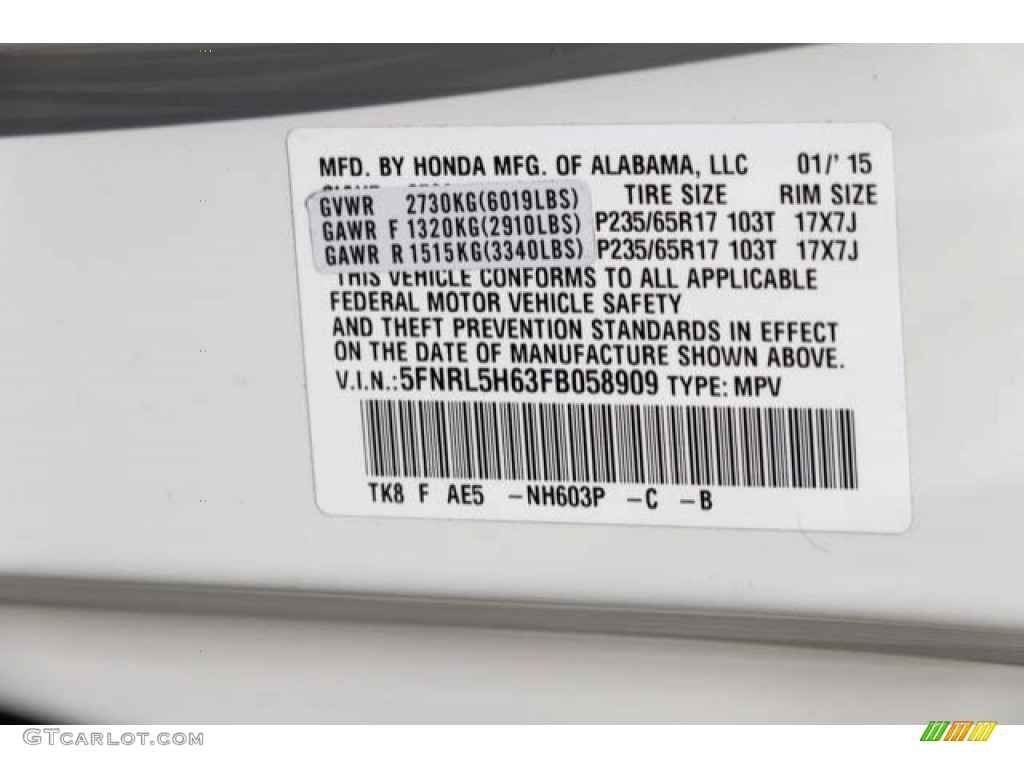 MFD. BY HONDA MFG. OF ALABAMA, LLC 01/' 15
TIRE SIZE RIM SIZE
GVWR 2730KG(6019LBS)
GAWR F 1320KG(2910LBS) P235/65R17 103T 17X7J
GAWR R 1515KG(3340LBS) P235/65R17 103T 17X7J
THIS VEHICLE CONFORMS TO ALL APPLICABLE
FEDERAL MOTOR VEHICLE SAFETY
AND THEFT PREVENTION STANDARDS IN EFFECT
ON THE DATE OF MANUFACTURE SHOWN ABOVE.
V.I.N.:5FNRL5H63FB058909 TYPE: MPV
TK8 F AE5 -NH603P -C -B
GTCARLOT.COM